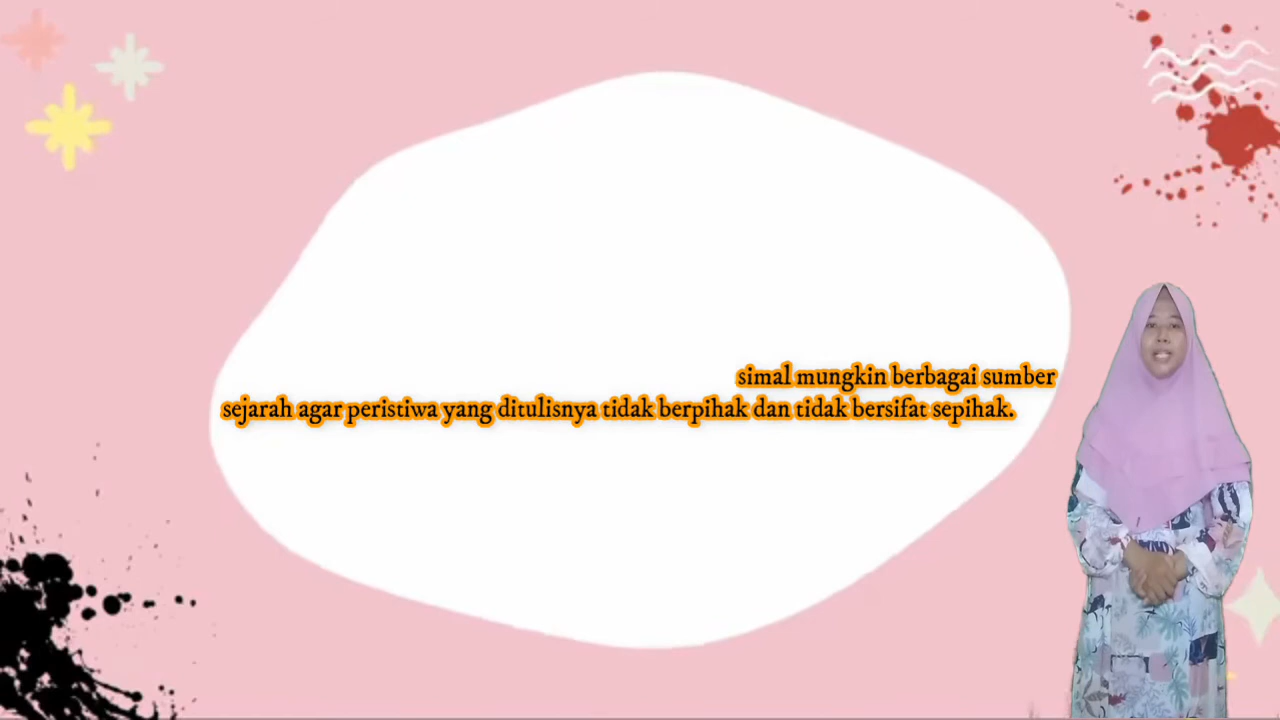 simal mungkin berbagai sumber
sejarah agar peristiwa yang ditulisnya tidak berpihak dan tidak bersifat sepihak.